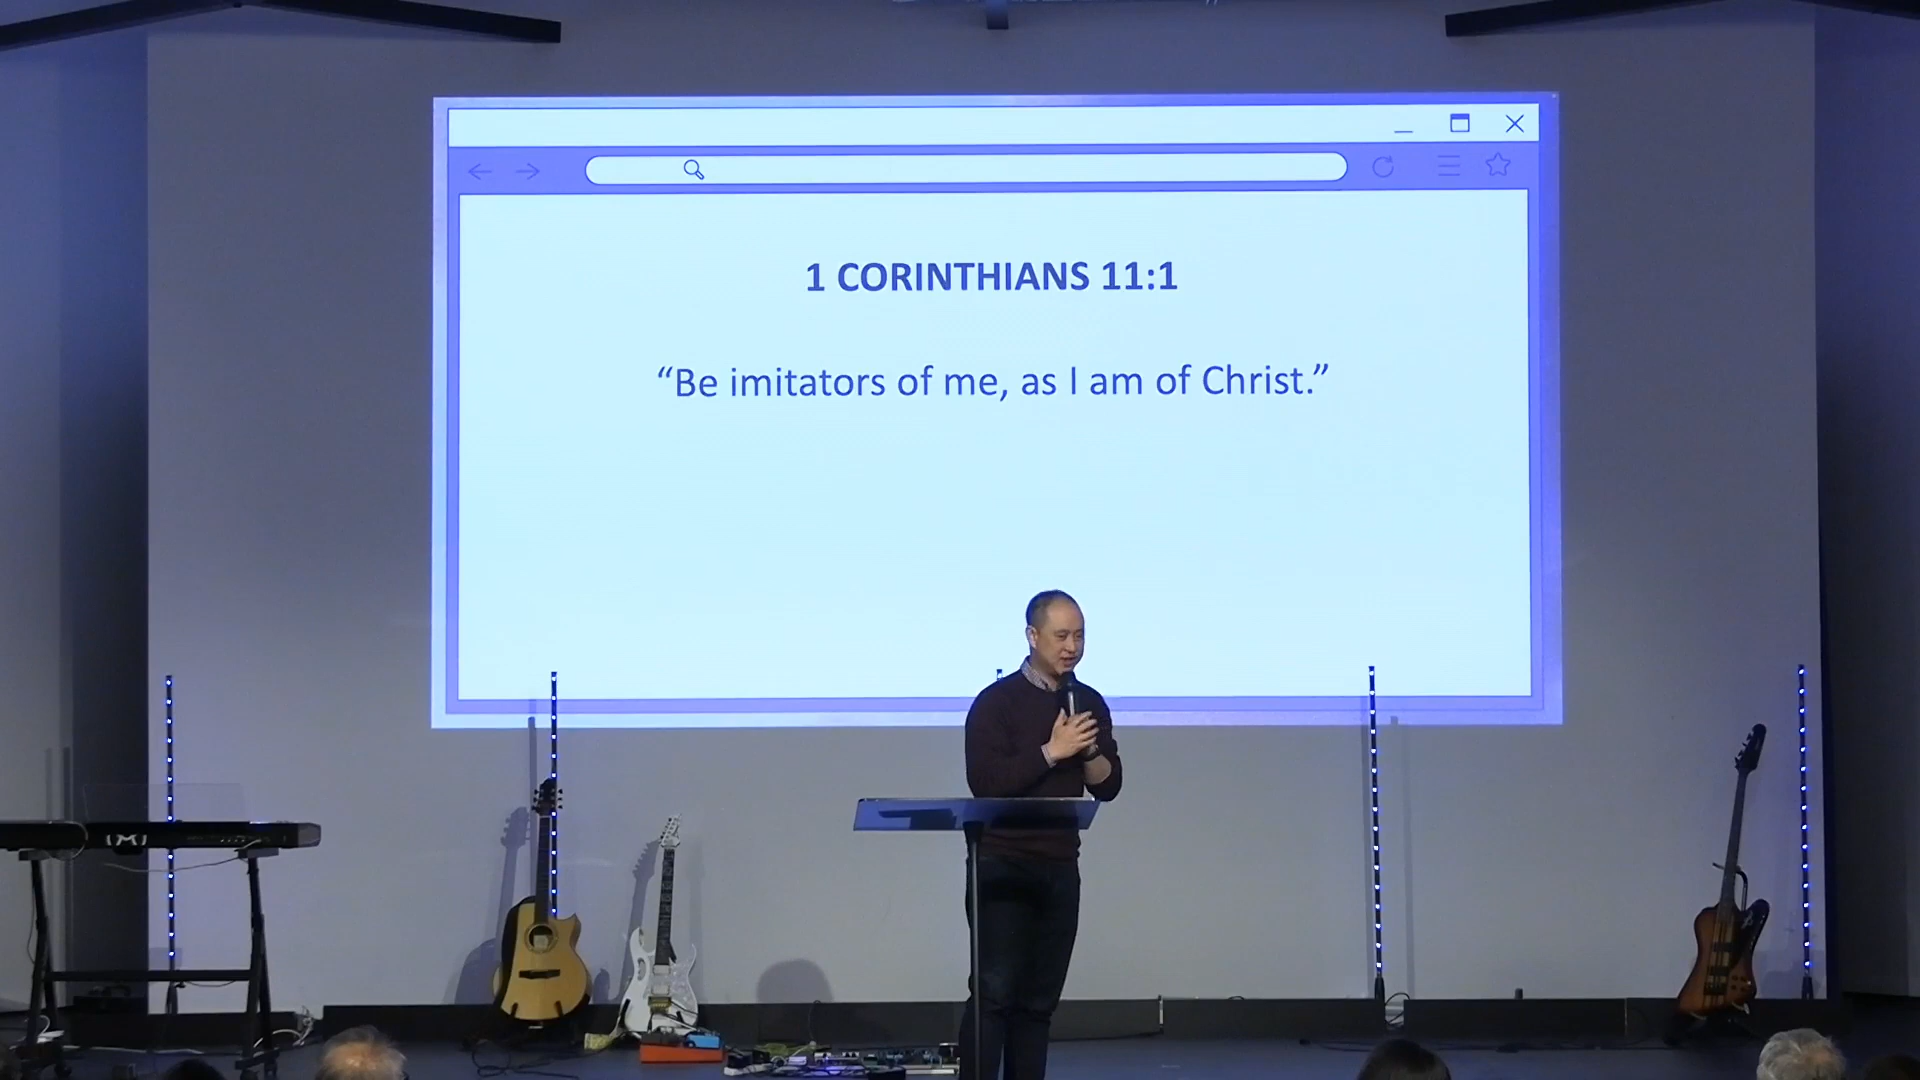 1 CORINTHIANS 11:1
“Be imitators of me, as I am of Christ.”